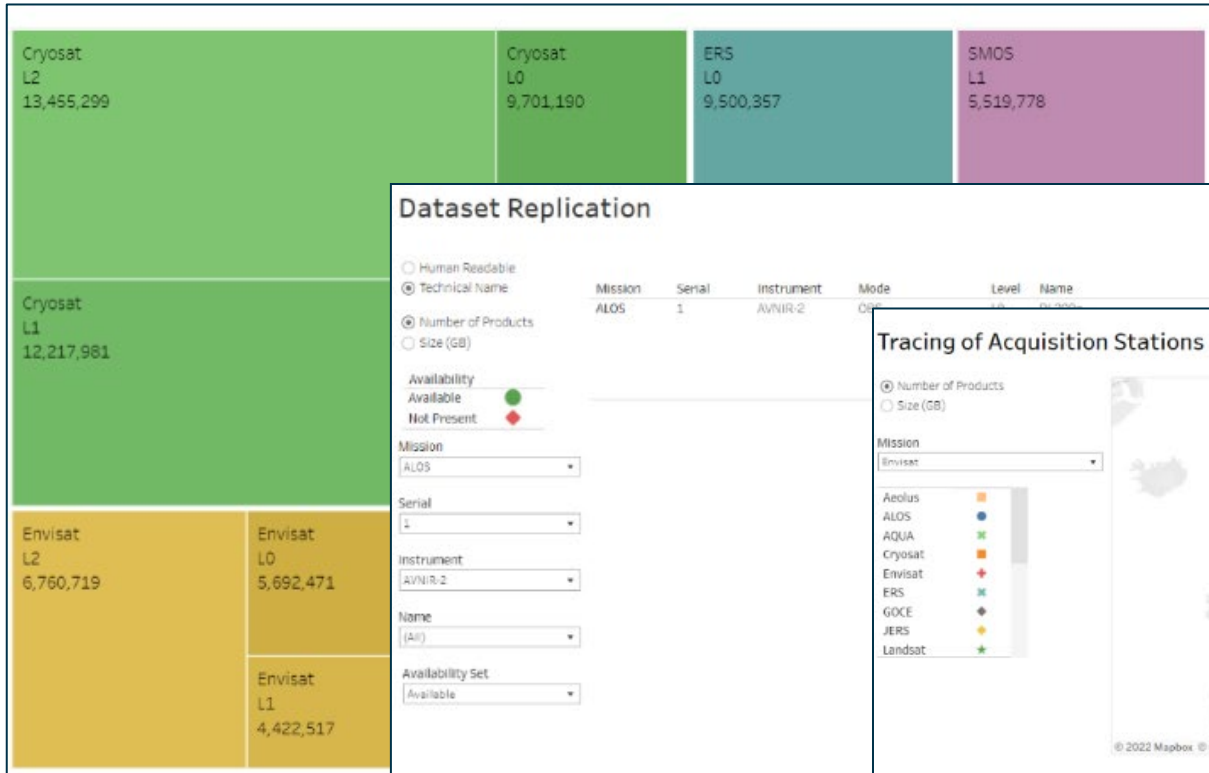 Cryosat
L2
13,455,299
Cryosat
L0
9,701,190
ERS
L0
9,500,357
SMOS
L1
5,519,778
Cryosat
L1
12,217,981
Envisat
L2
6,760,719
Envisat
L0
5,692,471
Envisat
L1
4,422,517
Dataset Replication
Human Readable
Technical Name
Number of Products
Size (GB)
Availability
Available
Not Present
Mission
ALOS
Serial
1
Instrument
AVNIR-2
Name
(All)
Availability Set
Available
Mission Serial Instrument Mode Level Name
ALOS 1 AVNIR-2
Tracing of Acquisition Stations
Number of Products
Size (GB)
Mission
Envisat
Aeolus
ALOS
AQUA
Cryosat
Envisat
ERS
GOCE
JERS
Landsat
© 2022 Mapbox ©